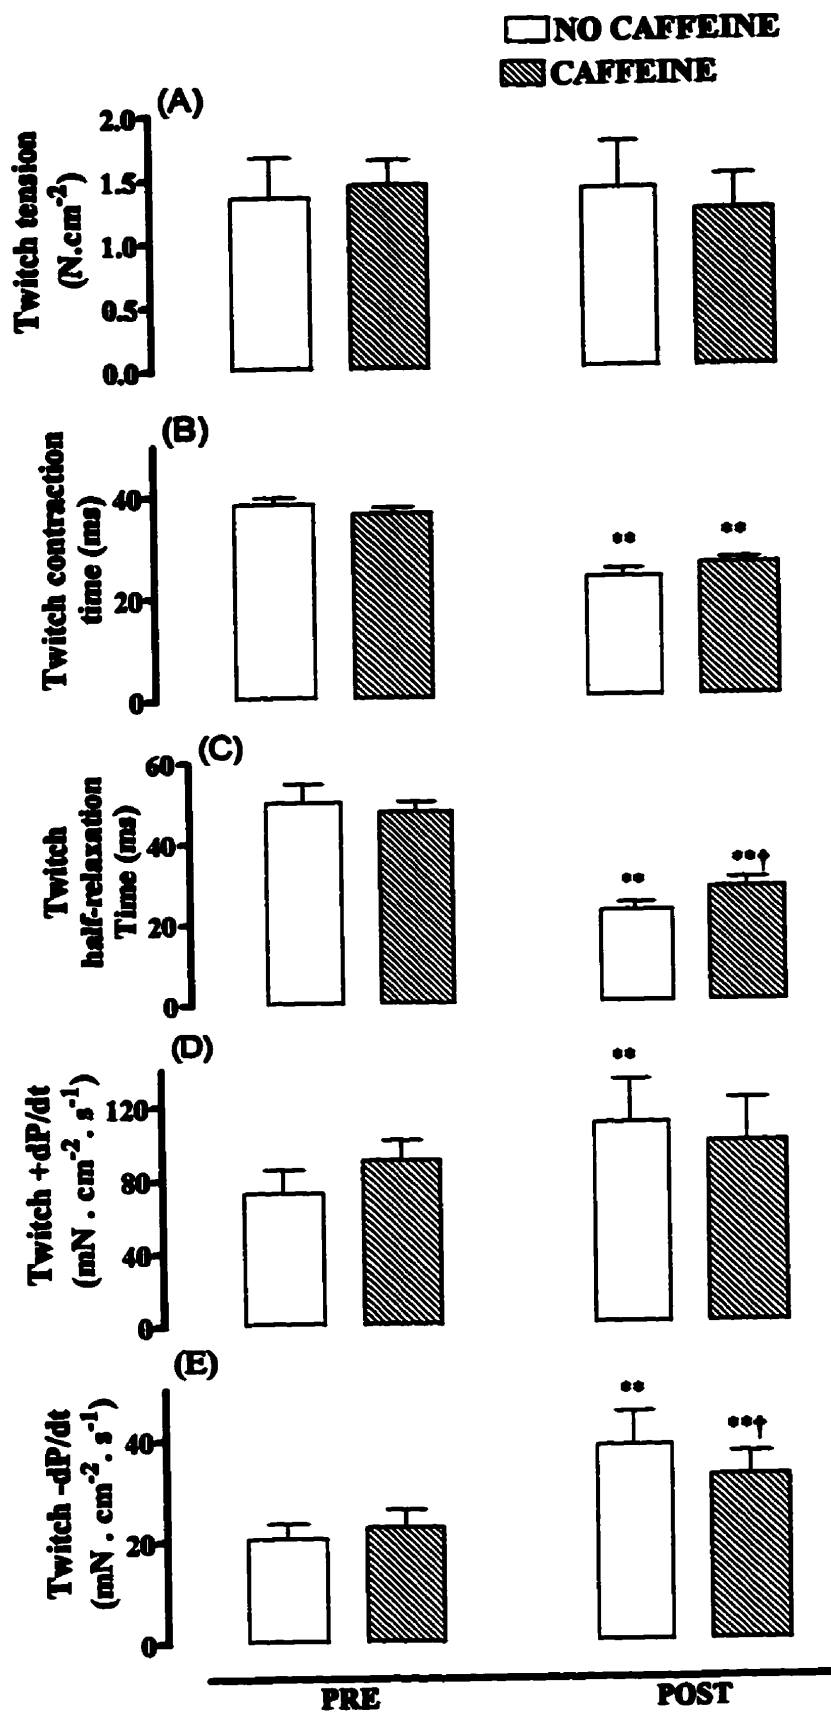 NO CAFFEINE
CAFFEINE
(A)
Twitch tension
(N.cm-2)
2.0
1.5
1.0
0.5
0.0
(B)
Twitch contraction
time (ms)
40
20
0
**
**
(C)
Twitch
half-relaxation
Time (ms)
60
40
20
0
**
**†
(D)
Twitch +dP/dt
(mN . cm-2 . s-1)
120
80
40
0
**
(E)
Twitch -dP/dt
(mN . cm-2 . s-1)
40
20
0
**
**†
PRE
POST